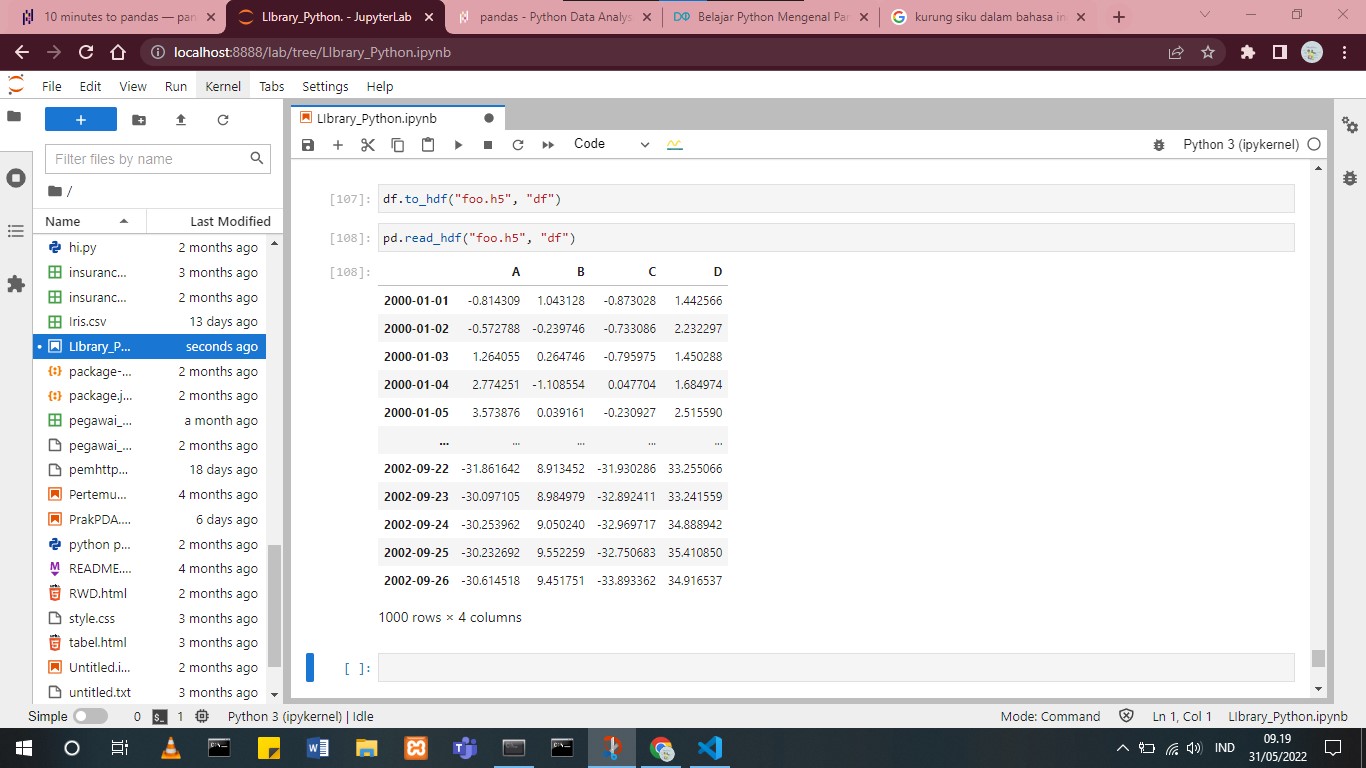 10 minutes to pandas — pan
LIbrary_Python. - JupyterLab
pandas - Python Data Analys
Belajar Python Mengenal Pan
kurung siku dalam bahasa in
localhost:8888/lab/tree/LIbrary_Python.ipynb
File Edit View Run Kernel Tabs Settings Help
LIbrary_Python.ipynb
Filter files by name
Code
Python 3 (ipykernel)
/
Name Last Modified
hi.py 2 months ago
insuranc... 3 months ago
insuranc... 2 months ago
Iris.csv 13 days ago
LIbrary_P... seconds ago
package-... 2 months ago
package.j... 2 months ago
pegawai_... a month ago
pegawai_... 2 months ago
pemhttp... 18 days ago
Pertemu... 4 months ago
PrakPDA.... 6 days ago
python p... 2 months ago
README.... 4 months ago
RWD.html 2 months ago
style.css 3 months ago
tabel.html 3 months ago
Untitled.i... 2 months ago
untitled.txt 3 months ago
[107]: df.to_hdf("foo.h5", "df")
[108]: pd.read_hdf("foo.h5", "df")
[108]: A B C D
2000-01-01 -0.814309 1.043128 -0.873028 1.442566
2000-01-02 -0.572788 -0.239746 -0.733086 2.232297
2000-01-03 1.264055 0.264746 -0.795975 1.450288
2000-01-04 2.774251 -1.108554 0.047704 1.684974
2000-01-05 3.573876 0.039161 -0.230927 2.515590
... ... ... ... ...
2002-09-22 -31.861642 8.913452 -31.930286 33.255066
2002-09-23 -30.097105 8.984979 -32.892411 33.241559
2002-09-24 -30.253962 9.050240 -32.969717 34.888942
2002-09-25 -30.232692 9.552259 -32.750683 35.410850
2002-09-26 -30.614518 9.451751 -33.893362 34.916537
1000 rows × 4 columns
[ ]:
Simple 0 1 Python 3 (ipykernel) | Idle Mode: Command Ln 1, Col 1 LIbrary_Python.ipynb
IND
09.19
31/05/2022